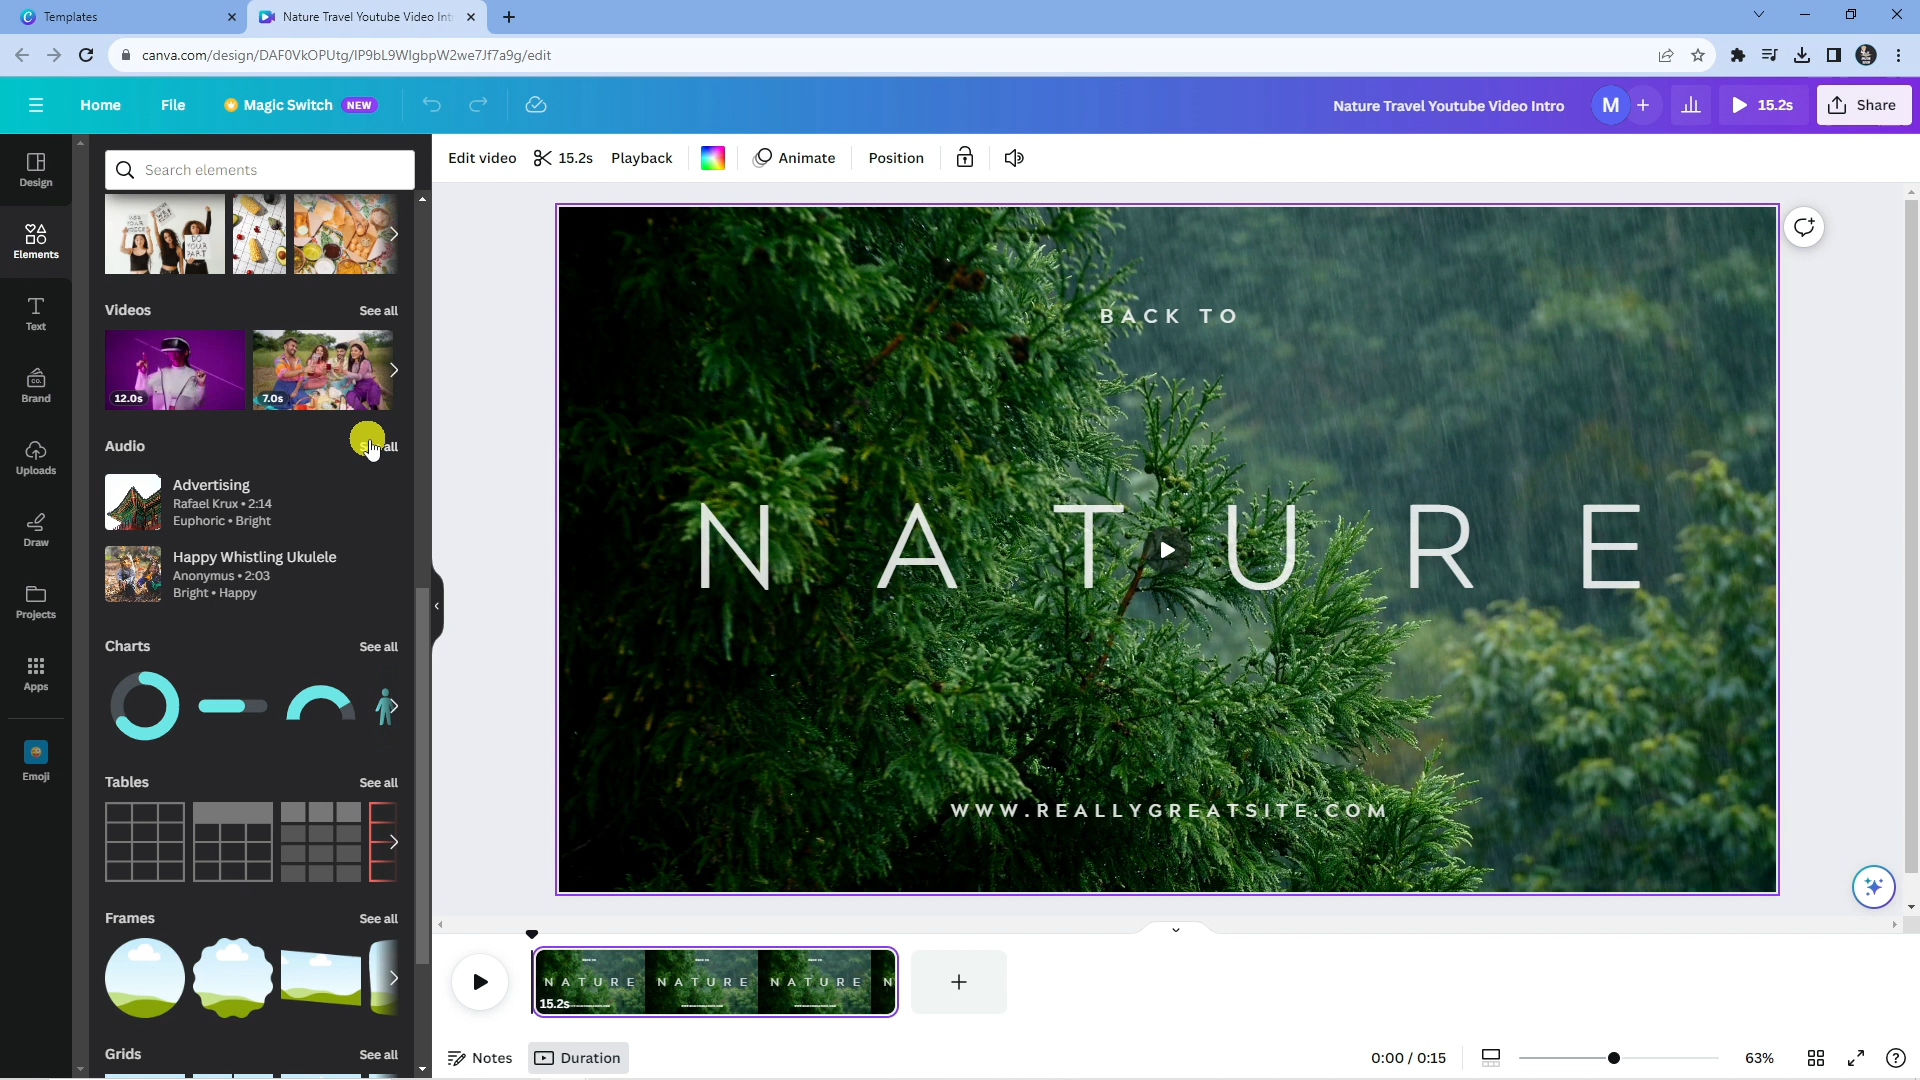 Templates
Nature Travel Youtube Video Int
canva.com/design/DAF0VkOPUtg/IP9bL9WlgbpW2we7Jf7a9g/edit
Home
File
Magic Switch NEW
Nature Travel Youtube Video Intro
M
15.2s
Share
Design
Elements
Text
Brand
Uploads
Draw
Projects
Apps
Emoji
Search elements
Videos
See all
12.0s
7.0s
Audio
all
Advertising
Rafael Krux • 2:14
Euphoric • Bright
Happy Whistling Ukulele
Anonymus • 2:03
Bright • Happy
Charts
See all
Tables
See all
Frames
See all
Grids
See all
Edit video
15.2s
Playback
Animate
Position
BACK TO
NATURE
WWW.REALLYGREATSITE.COM
NATURE
NATURE
NATURE
N
15.2s
Notes
Duration
0:00 / 0:15
63%